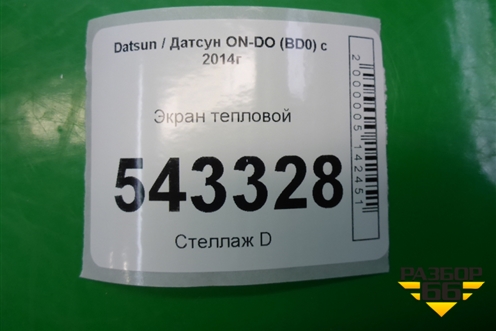 Datsun / Датсун ON-DO (BD0) с
2014г
Экран тепловой
543328
Стеллаж D
2000005142451
РАЗБОР
66